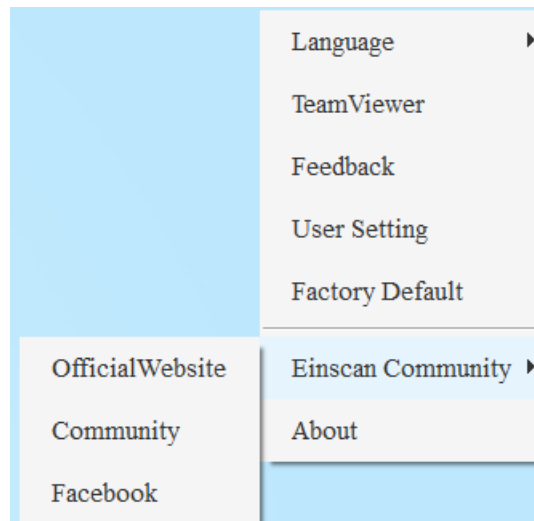 Language
TeamViewer
Feedback
User Setting
Factory Default
Einscan Community
About
OfficialWebsite
Community
Facebook